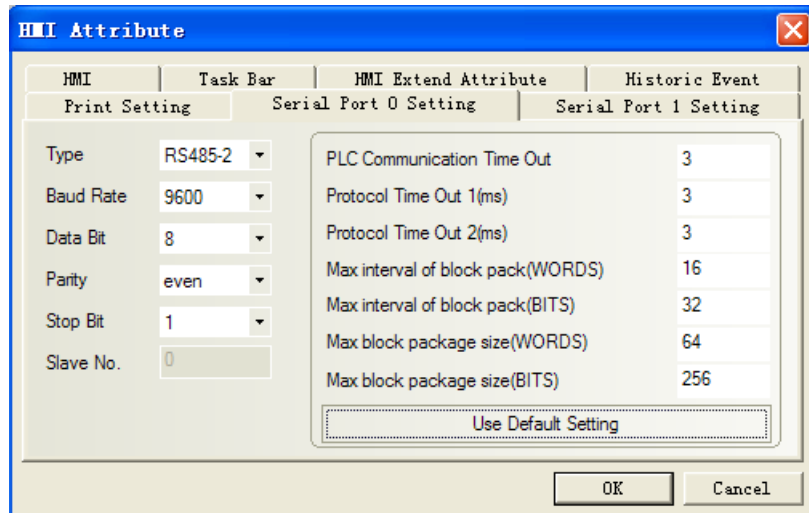 HMI Attribute
HMI Task Bar HMI Extend Attribute Historic Event
Print Setting Serial Port 0 Setting Serial Port 1 Setting
Type RS485-2
Baud Rate 9600
Data Bit 8
Parity even
Stop Bit 1
Slave No. 0
PLC Communication Time Out 3
Protocol Time Out 1(ms) 3
Protocol Time Out 2(ms) 3
Max interval of block pack(WORDS) 16
Max interval of block pack(BITS) 32
Max block package size(WORDS) 64
Max block package size(BITS) 256
Use Default Setting
OK Cancel